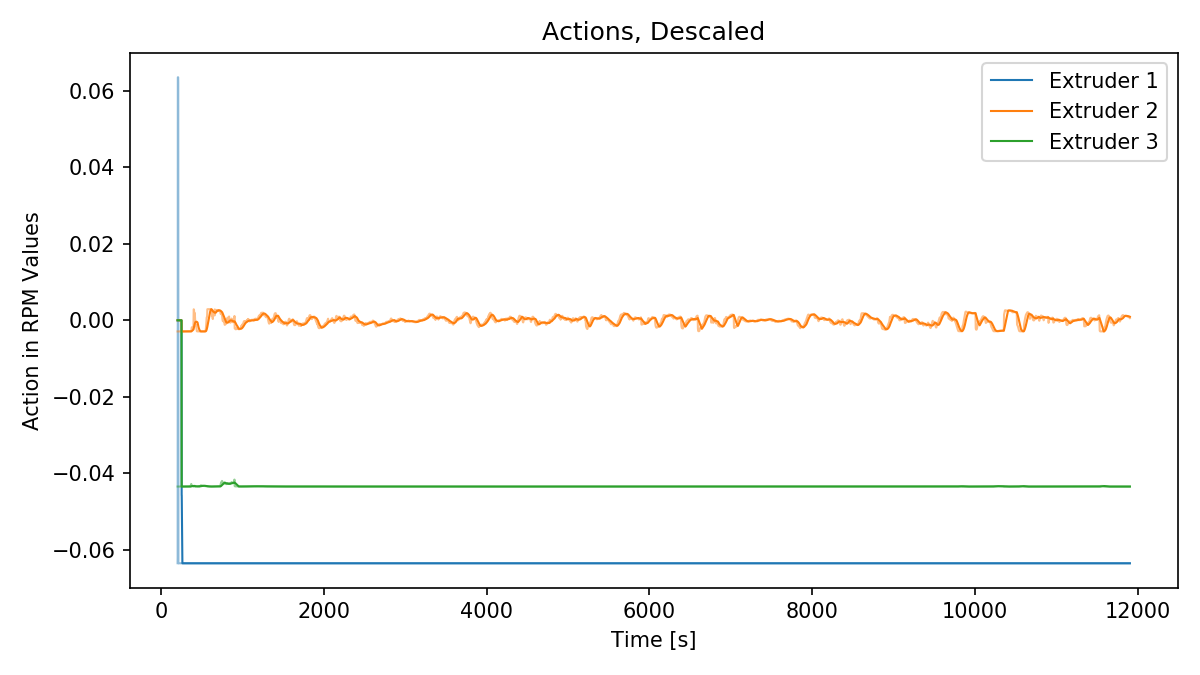 Actions, Descaled
Extruder 1
Extruder 2
Extruder 3
Action in RPM Values
0.06
0.04
0.02
0.00
−0.02
−0.04
−0.06
0 2000 4000 6000 8000 10000 12000
Time [s]